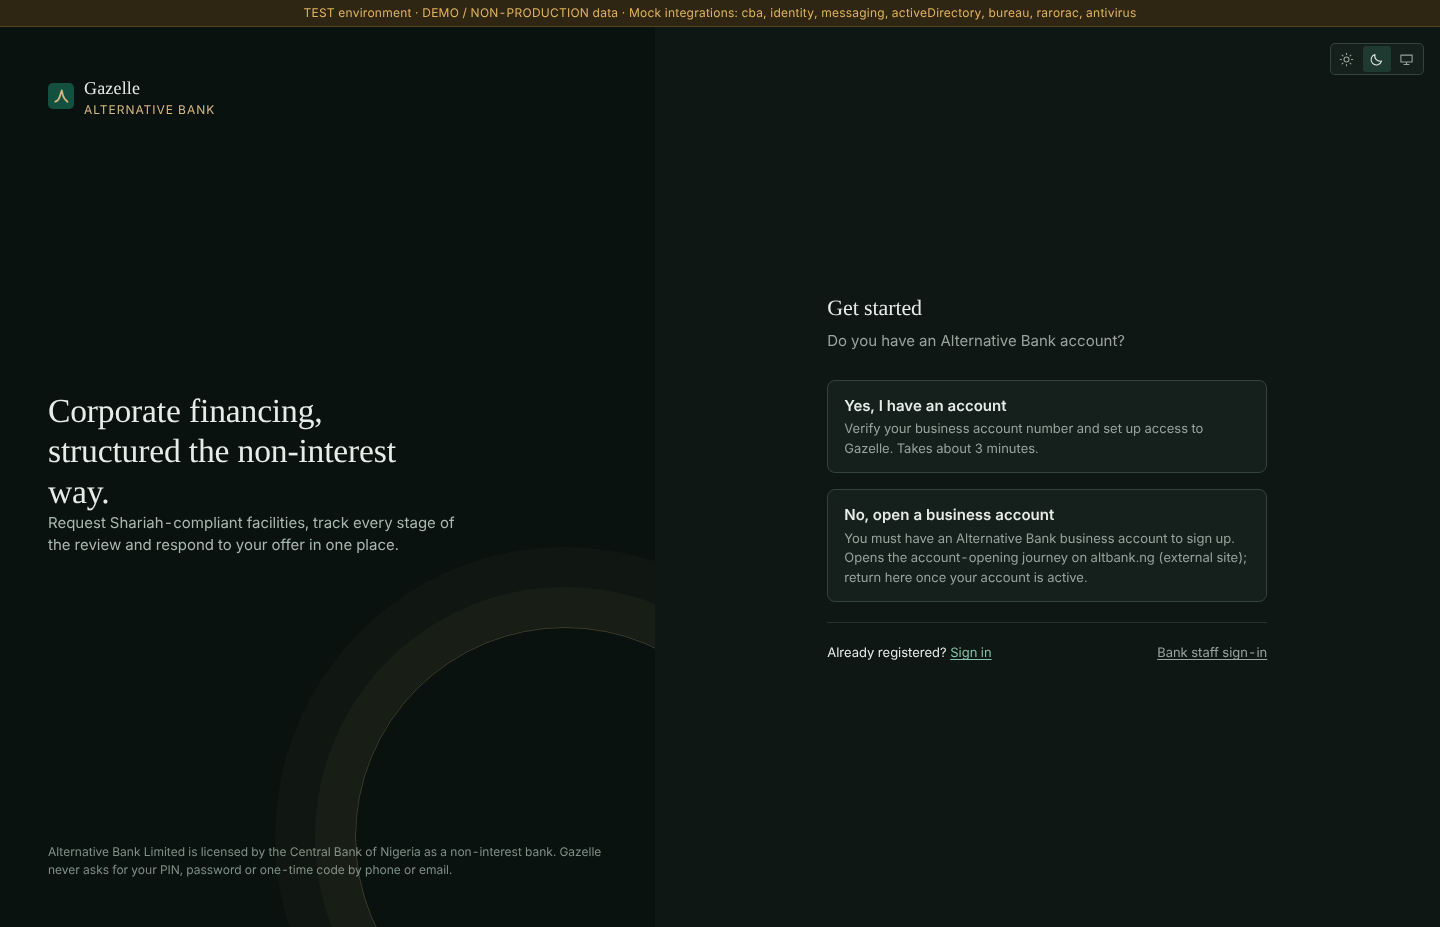 TEST environment · DEMO / NON-PRODUCTION data · Mock integrations: cba, identity, messaging, activeDirectory, bureau, rarorac, antivirus
Gazelle
ALTERNATIVE BANK
Corporate financing,
structured the non-interest
way.
Request Shariah-compliant facilities, track every stage of
the review and respond to your offer in one place.
Alternative Bank Limited is licensed by the Central Bank of Nigeria as a non-interest bank. Gazelle
never asks for your PIN, password or one-time code by phone or email.
Get started
Do you have an Alternative Bank account?
Yes, I have an account
Verify your business account number and set up access to
Gazelle. Takes about 3 minutes.
No, open a business account
You must have an Alternative Bank business account to sign up.
Opens the account-opening journey on altbank.ng (external site);
return here once your account is active.
Already registered? Sign in
Bank staff sign-in